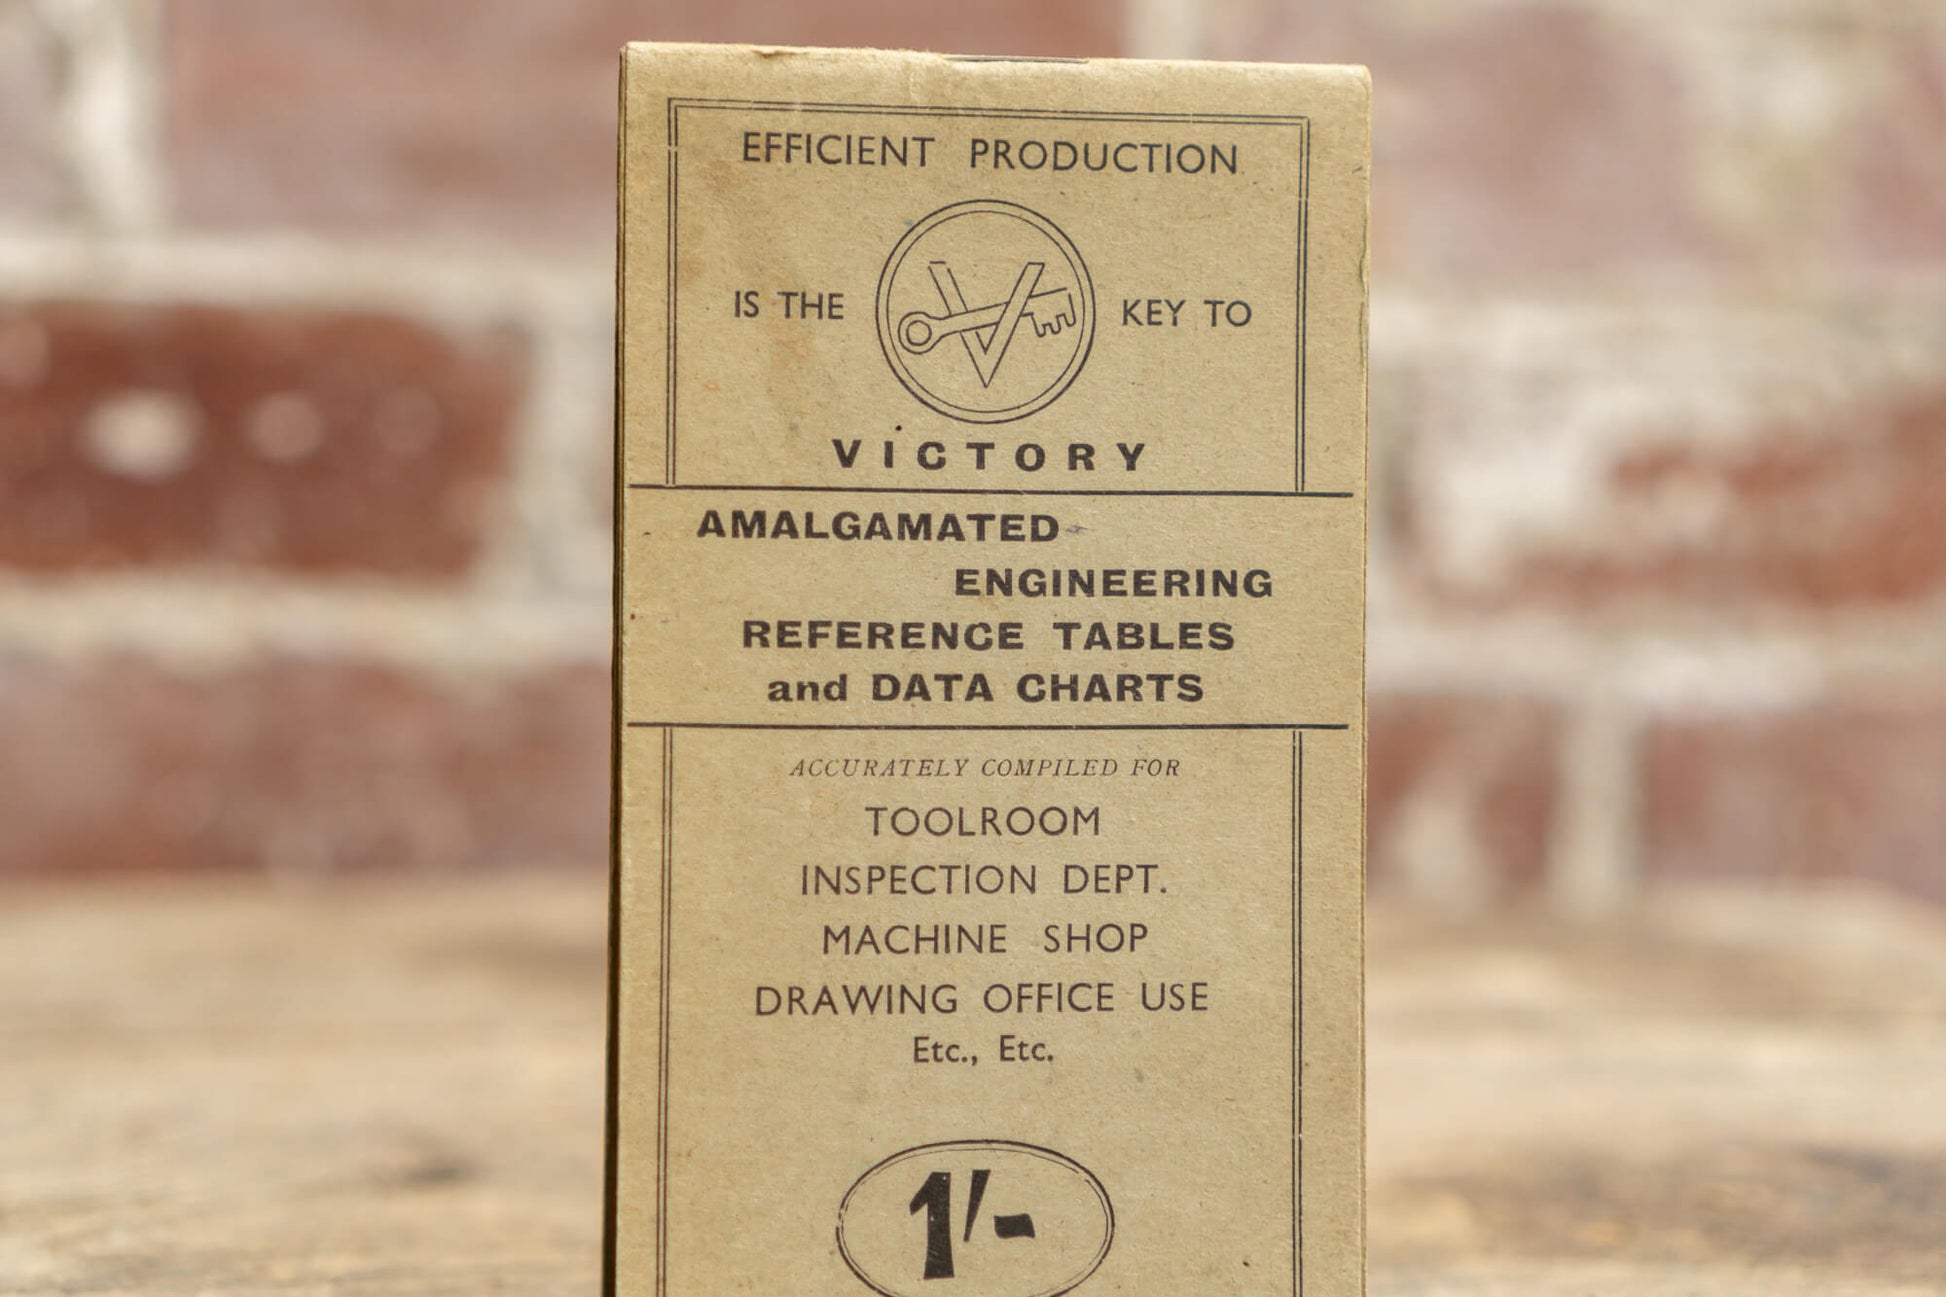 EFFICIENT PRODUCTION
IS THE V KEY TO
VICTORY
AMALGAMATED
ENGINEERING
REFERENCE TABLES
and DATA CHARTS
ACCURATELY COMPILED FOR
TOOLROOM
INSPECTION DEPT.
MACHINE SHOP
DRAWING OFFICE USE
Etc., Etc.
1/-